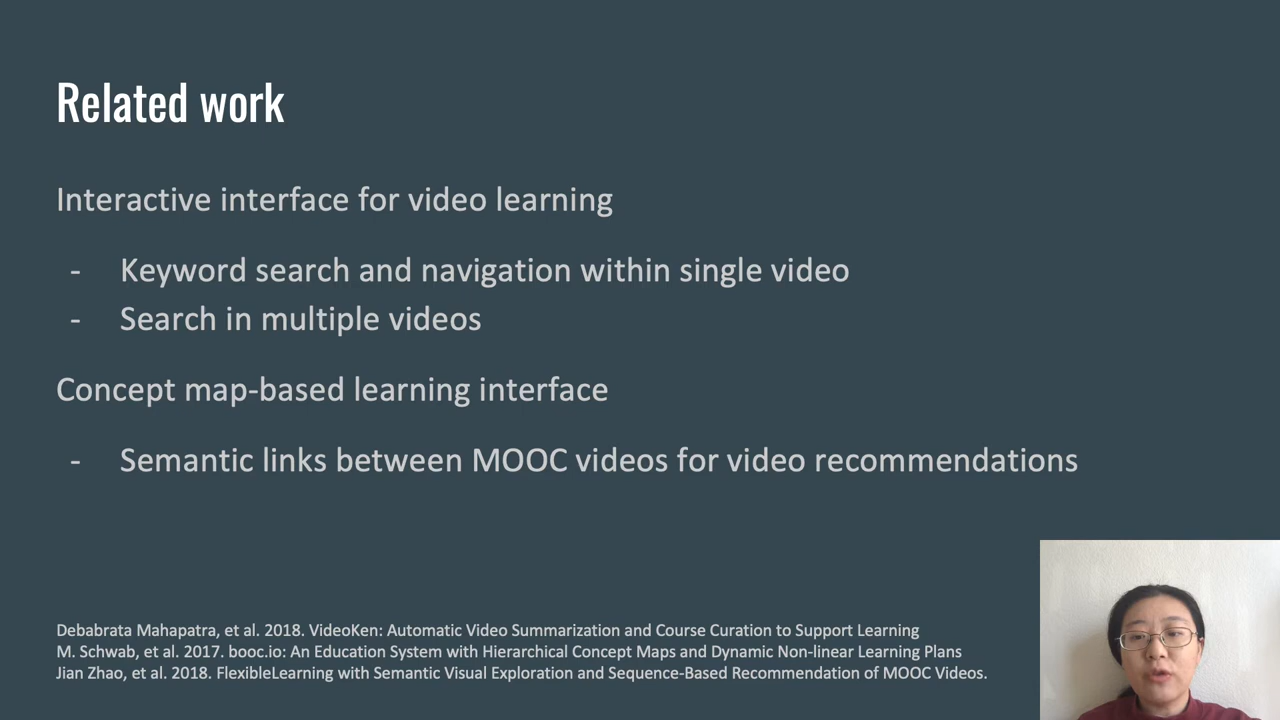 Related work
Interactive interface for video learning
- Keyword search and navigation within single video
- Search in multiple videos
Concept map-based learning interface
- Semantic links between MOOC videos for video recommendations
Debabrata Mahapatra, et al. 2018. VideoKen: Automatic Video Summarization and Course Curation to Support Learning
M. Schwab, et al. 2017. booc.io: An Education System with Hierarchical Concept Maps and Dynamic Non-linear Learning Plans
Jian Zhao, et al. 2018. FlexibleLearning with Semantic Visual Exploration and Sequence-Based Recommendation of MOOC Videos.